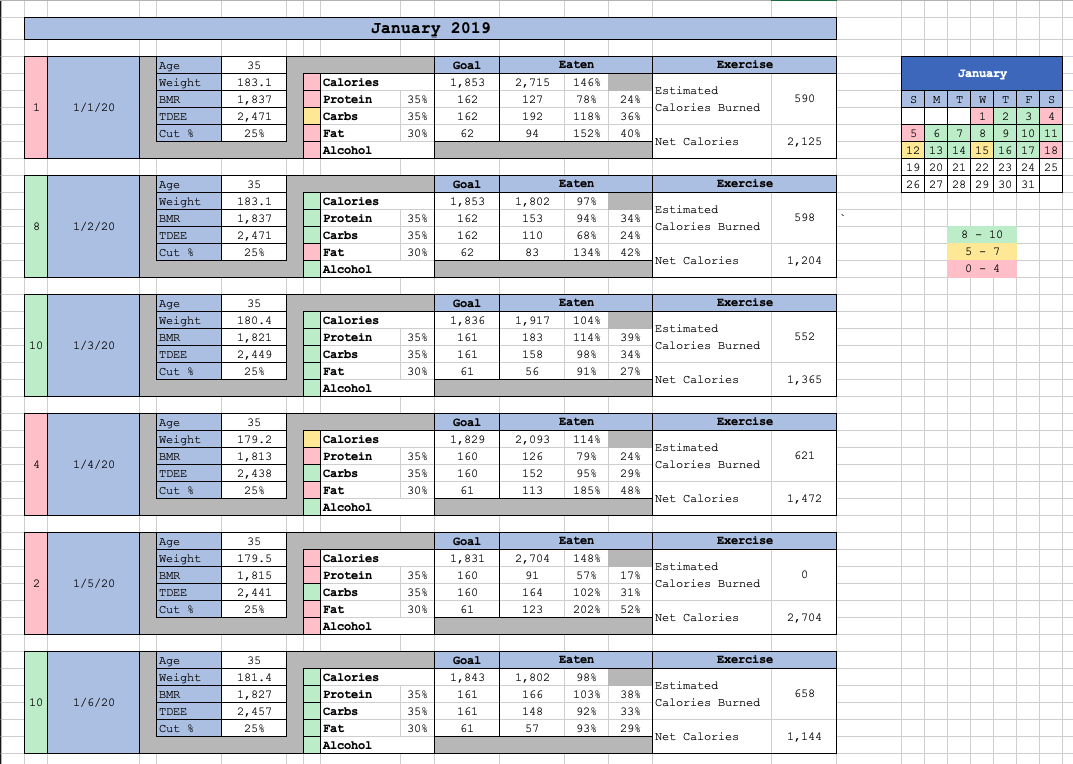 January 2019
Age 35 Goal Eaten Exercise
Weight 183.1 Calories 1,853 2,715 146% Estimated
1 1/1/20 BMR 1,837 Protein 35% 162 127 78% 24% Calories Burned 590
TDEE 2,471 Carbs 35% 162 192 118% 36%
Cut % 25% Fat 30% 62 94 152% 40% Net Calories 2,125
Alcohol
Age 35 Goal Eaten Exercise
Weight 183.1 Calories 1,853 1,802 97% Estimated
8 1/2/20 BMR 1,837 Protein 35% 162 153 94% 34% Calories Burned 598
TDEE 2,471 Carbs 35% 162 110 68% 24%
Cut % 25% Fat 30% 62 83 134% 42% Net Calories 1,204
Alcohol
Age 35 Goal Eaten Exercise
Weight 180.4 Calories 1,836 1,917 104% Estimated
10 1/3/20 BMR 1,821 Protein 35% 161 183 114% 39% Calories Burned 552
TDEE 2,449 Carbs 35% 161 158 98% 34%
Cut % 25% Fat 30% 61 56 91% 27% Net Calories 1,365
Alcohol
Age 35 Goal Eaten Exercise
Weight 179.2 Calories 1,829 2,093 114% Estimated
4 1/4/20 BMR 1,813 Protein 35% 160 126 79% 24% Calories Burned 621
TDEE 2,438 Carbs 35% 160 152 95% 29%
Cut % 25% Fat 30% 61 113 185% 48% Net Calories 1,472
Alcohol
Age 35 Goal Eaten Exercise
Weight 179.5 Calories 1,831 2,704 148% Estimated
2 1/5/20 BMR 1,815 Protein 35% 160 91 57% 17% Calories Burned 0
TDEE 2,441 Carbs 35% 160 164 102% 31%
Cut % 25% Fat 30% 61 123 202% 52% Net Calories 2,704
Alcohol
Age 35 Goal Eaten Exercise
Weight 181.4 Calories 1,843 1,802 98% Estimated
10 1/6/20 BMR 1,827 Protein 35% 161 166 103% 38% Calories Burned 658
TDEE 2,457 Carbs 35% 161 148 92% 33%
Cut % 25% Fat 30% 61 57 93% 29% Net Calories 1,144
Alcohol
January
S M T W T F S
1 2 3 4
5 6 7 8 9 10 11
12 13 14 15 16 17 18
19 20 21 22 23 24 25
26 27 28 29 30 31
`
8 - 10
5 - 7
0 - 4